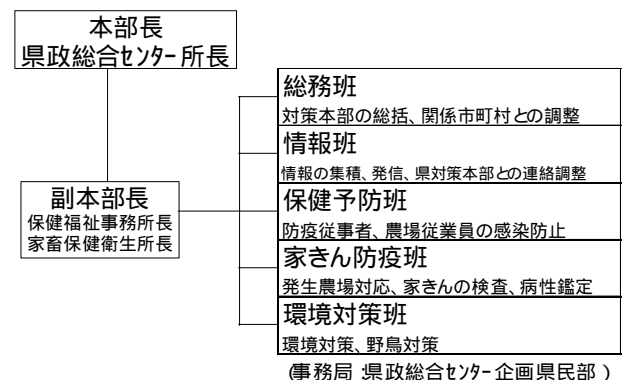 本部長
県政総合センター所長
総務班
対策本部の総括、関係市町村との調整
情報班
情報の集積、発信、県対策本部との連絡調整
副本部長
保健福祉事務所長
家畜保健衛生所長
保健予防班
防疫従事者、農場従業員の感染防止
家きん防疫班
発生農場対応、家きんの検査、病性鑑定
環境対策班
環境対策、野鳥対策
(事務局:県政総合センター企画県民部)